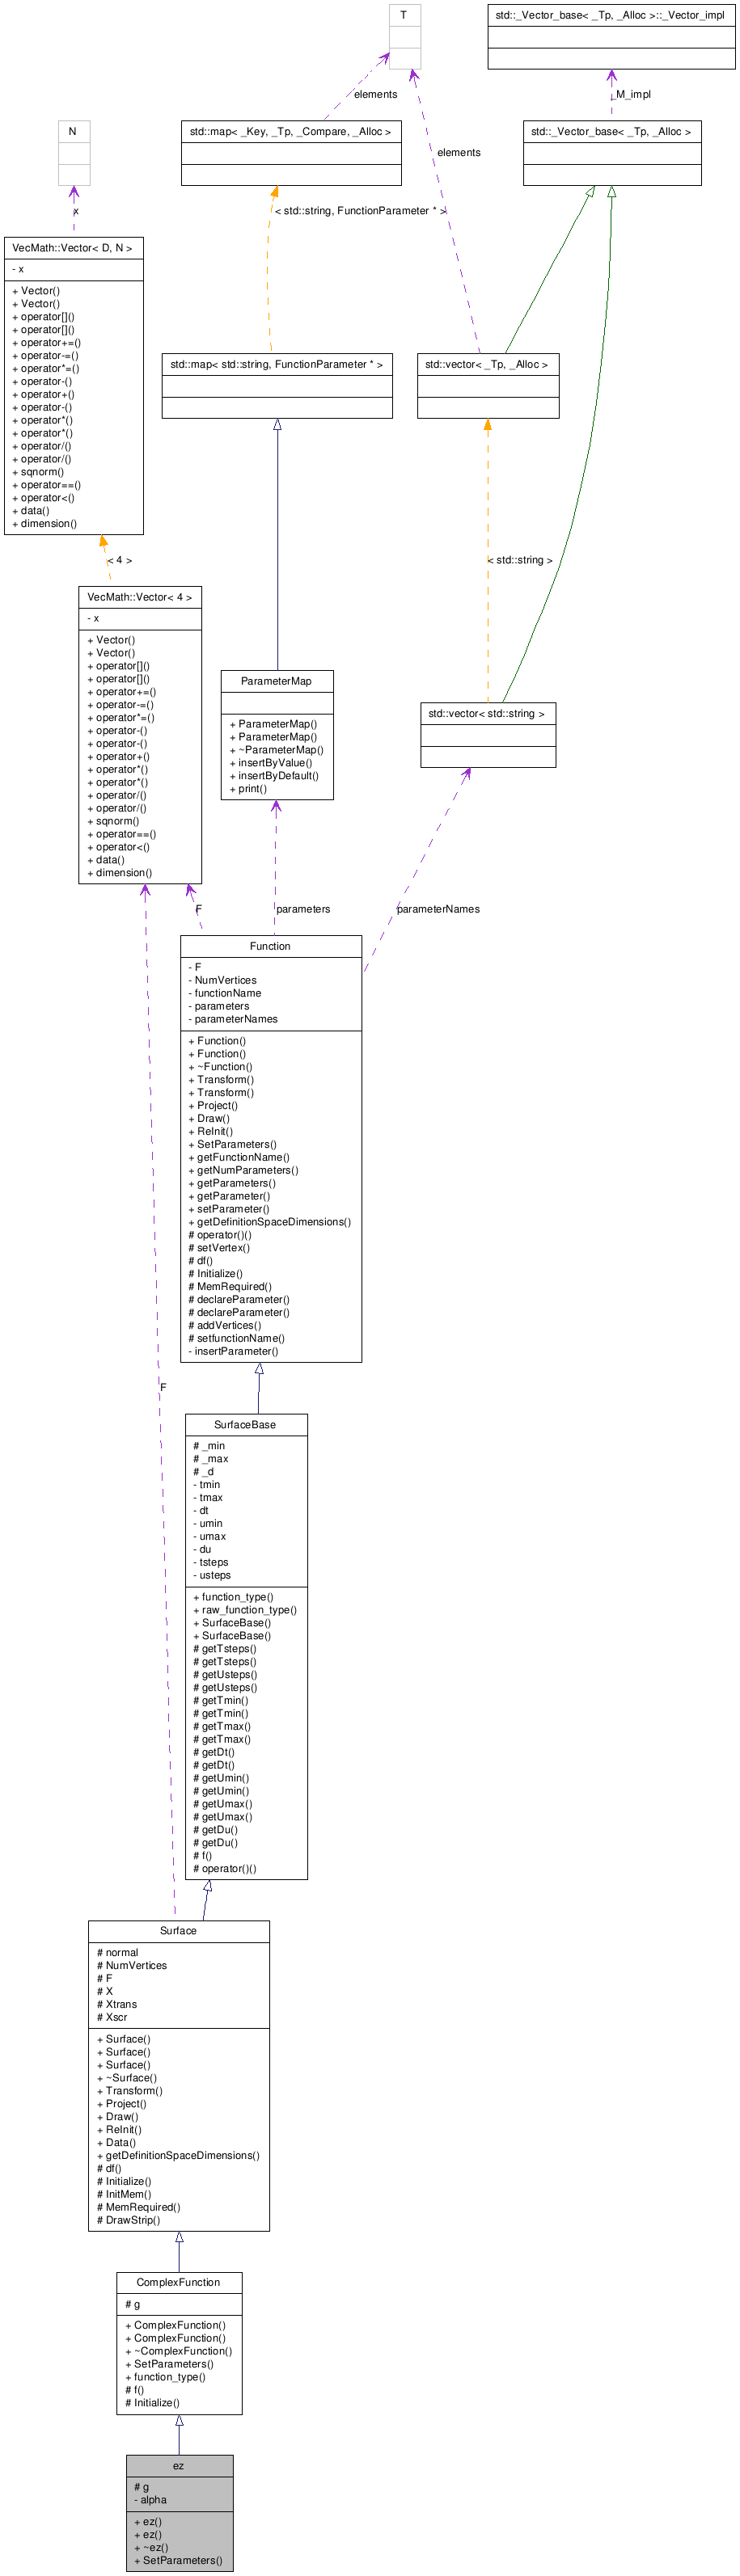 T
std::_Vector_base< _Tp, _Alloc >::_Vector_impl
elements
_M_impl
N
std::map< _Key, _Tp, _Compare, _Alloc >
std::_Vector_base< _Tp, _Alloc >
elements
x
< std::string, FunctionParameter * >
VecMath::Vector< D, N >
- x
+ Vector()
+ Vector()
+ operator[]()
+ operator[]()
+ operator+=()
+ operator-=()
+ operator*=()
+ operator-()
+ operator+()
+ operator-()
+ operator*()
+ operator*()
+ operator/()
+ operator/()
+ sqnorm()
+ operator==()
+ operator<()
+ data()
+ dimension()
std::map< std::string, FunctionParameter * >
std::vector< _Tp, _Alloc >
< 4 >
< std::string >
VecMath::Vector< 4 >
- x
+ Vector()
+ Vector()
+ operator[]()
+ operator[]()
+ operator+=()
+ operator-=()
+ operator*=()
+ operator-()
+ operator-()
+ operator+()
+ operator*()
+ operator*()
+ operator/()
+ operator/()
+ sqnorm()
+ operator==()
+ operator<()
+ data()
+ dimension()
ParameterMap
+ ParameterMap()
+ ParameterMap()
+ ~ParameterMap()
+ insertByValue()
+ insertByDefault()
+ print()
std::vector< std::string >
F
parameters
parameterNames
Function
- F
- NumVertices
- functionName
- parameters
- parameterNames
+ Function()
+ Function()
+ ~Function()
+ Transform()
+ Transform()
+ Project()
+ Draw()
+ ReInit()
+ SetParameters()
+ getFunctionName()
+ getNumParameters()
+ getParameters()
+ getParameter()
+ setParameter()
+ getDefinitionSpaceDimensions()
# operator()()
# setVertex()
# df()
# Initialize()
# MemRequired()
# declareParameter()
# declareParameter()
# addVertices()
# setfunctionName()
- insertParameter()
F
SurfaceBase
# _min
# _max
# _d
- tmin
- tmax
- dt
- umin
- umax
- du
- tsteps
- usteps
+ function_type()
+ raw_function_type()
+ SurfaceBase()
+ SurfaceBase()
# getTsteps()
# getTsteps()
# getUsteps()
# getUsteps()
# getTmin()
# getTmin()
# getTmax()
# getTmax()
# getDt()
# getDt()
# getUmin()
# getUmin()
# getUmax()
# getUmax()
# getDu()
# getDu()
# f()
# operator()()
Surface
# normal
# NumVertices
# F
# X
# Xtrans
# Xscr
+ Surface()
+ Surface()
+ Surface()
+ ~Surface()
+ Transform()
+ Project()
+ Draw()
+ ReInit()
+ Data()
+ getDefinitionSpaceDimensions()
# df()
# Initialize()
# InitMem()
# MemRequired()
# DrawStrip()
ComplexFunction
# g
+ ComplexFunction()
+ ComplexFunction()
+ ~ComplexFunction()
+ SetParameters()
+ function_type()
# f()
# Initialize()
ez
# g
- alpha
+ ez()
+ ez()
+ ~ez()
+ SetParameters()